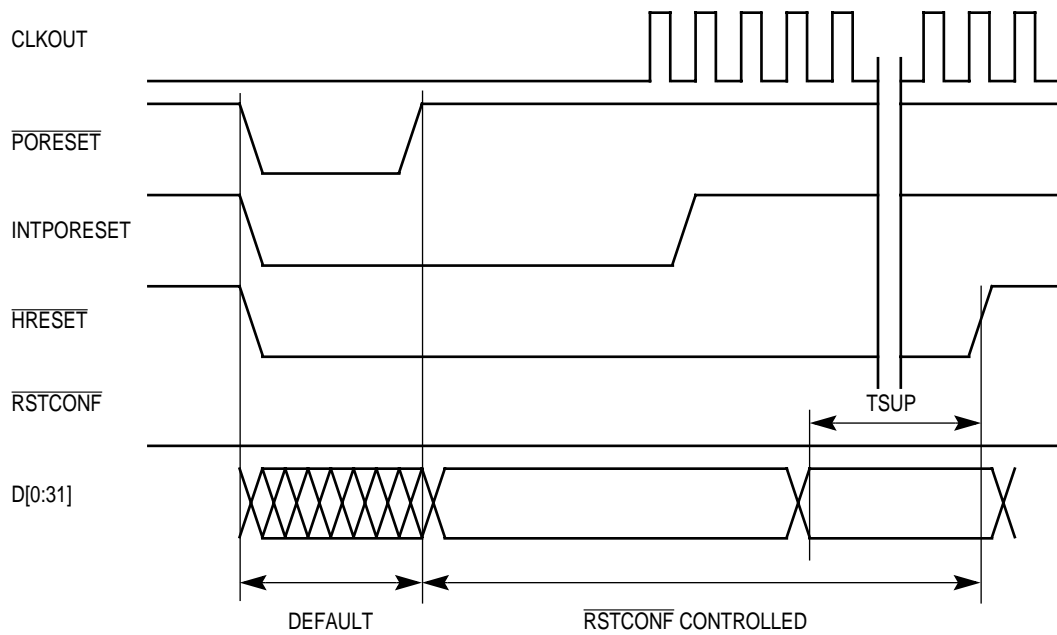 CLKOUT
PORESET
INTPORESET
HRESET
RSTCONF
TSUP
D[0:31]
DEFAULT
RSTCONF CONTROLLED